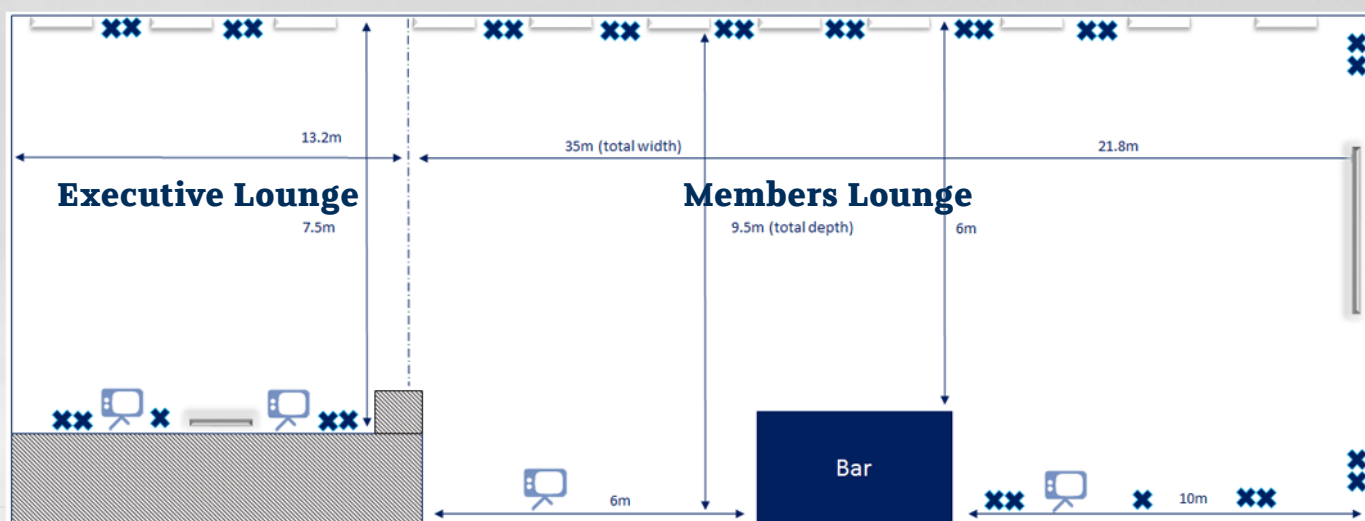 13.2m
35m (total width)
21.8m
Executive Lounge
Members Lounge
7.5m
9.5m (total depth)
6m
Bar
6m
10m